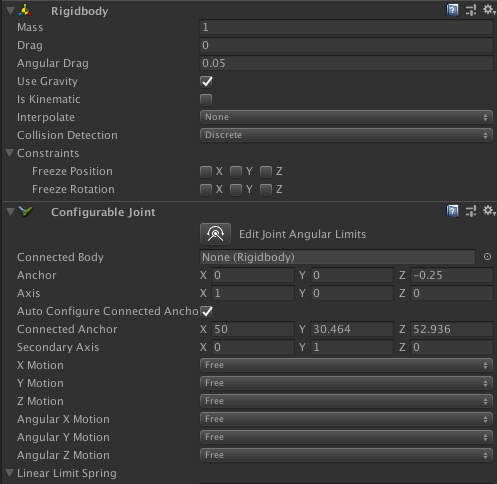 Rigidbody
Mass 1
Drag 0
Angular Drag 0.05
Use Gravity
Is Kinematic
Interpolate None
Collision Detection Discrete
Constraints
Freeze Position X Y Z
Freeze Rotation X Y Z
Configurable Joint
Edit Joint Angular Limits
Connected Body None (Rigidbody)
Anchor X 0 Y 0 Z -0.25
Axis X 1 Y 0 Z 0
Auto Configure Connected Ancho
Connected Anchor X 50 Y 30.464 Z 52.936
Secondary Axis X 0 Y 1 Z 0
X Motion Free
Y Motion Free
Z Motion Free
Angular X Motion Free
Angular Y Motion Free
Angular Z Motion Free
Linear Limit Spring